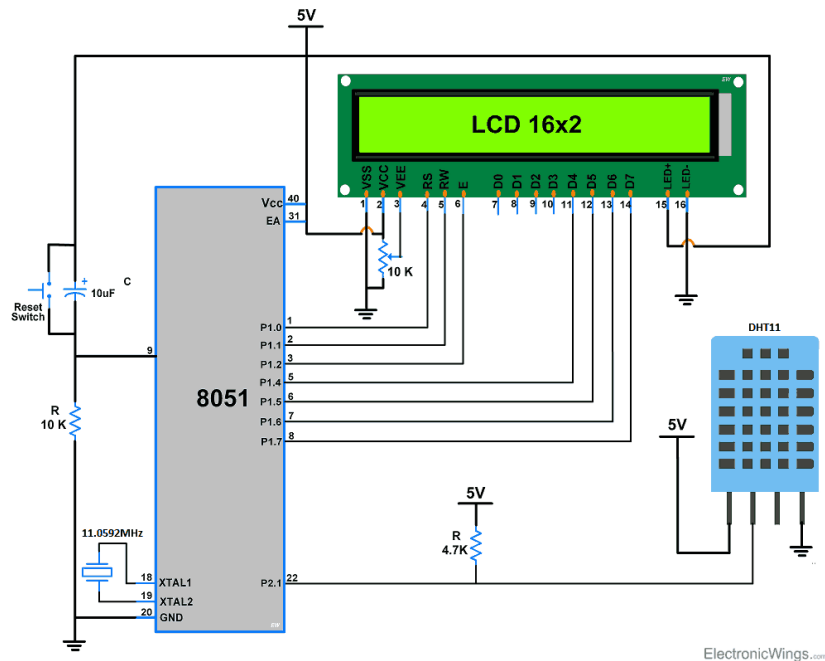 5V
LCD 16x2
EW
VSS VCC VEE RS RW E D0 D1 D2 D3 D4 D5 D6 D7 LED+ LED-
1 2 3 4 5 6 7 8 9 10 11 12 13 14 15 16
Vcc 40
EA 31
10 K
C
+
10uF
Reset
Switch
9
P1.0 1
P1.1 2
P1.2 3
P1.4 5
P1.5 6
P1.6 7
P1.7 8
8051
R
10 K
DHT11
5V
5V
R
4.7K
11.0592MHz
18 XTAL1
19 XTAL2
20 GND
P2.1 22
EW
ElectronicWings.com